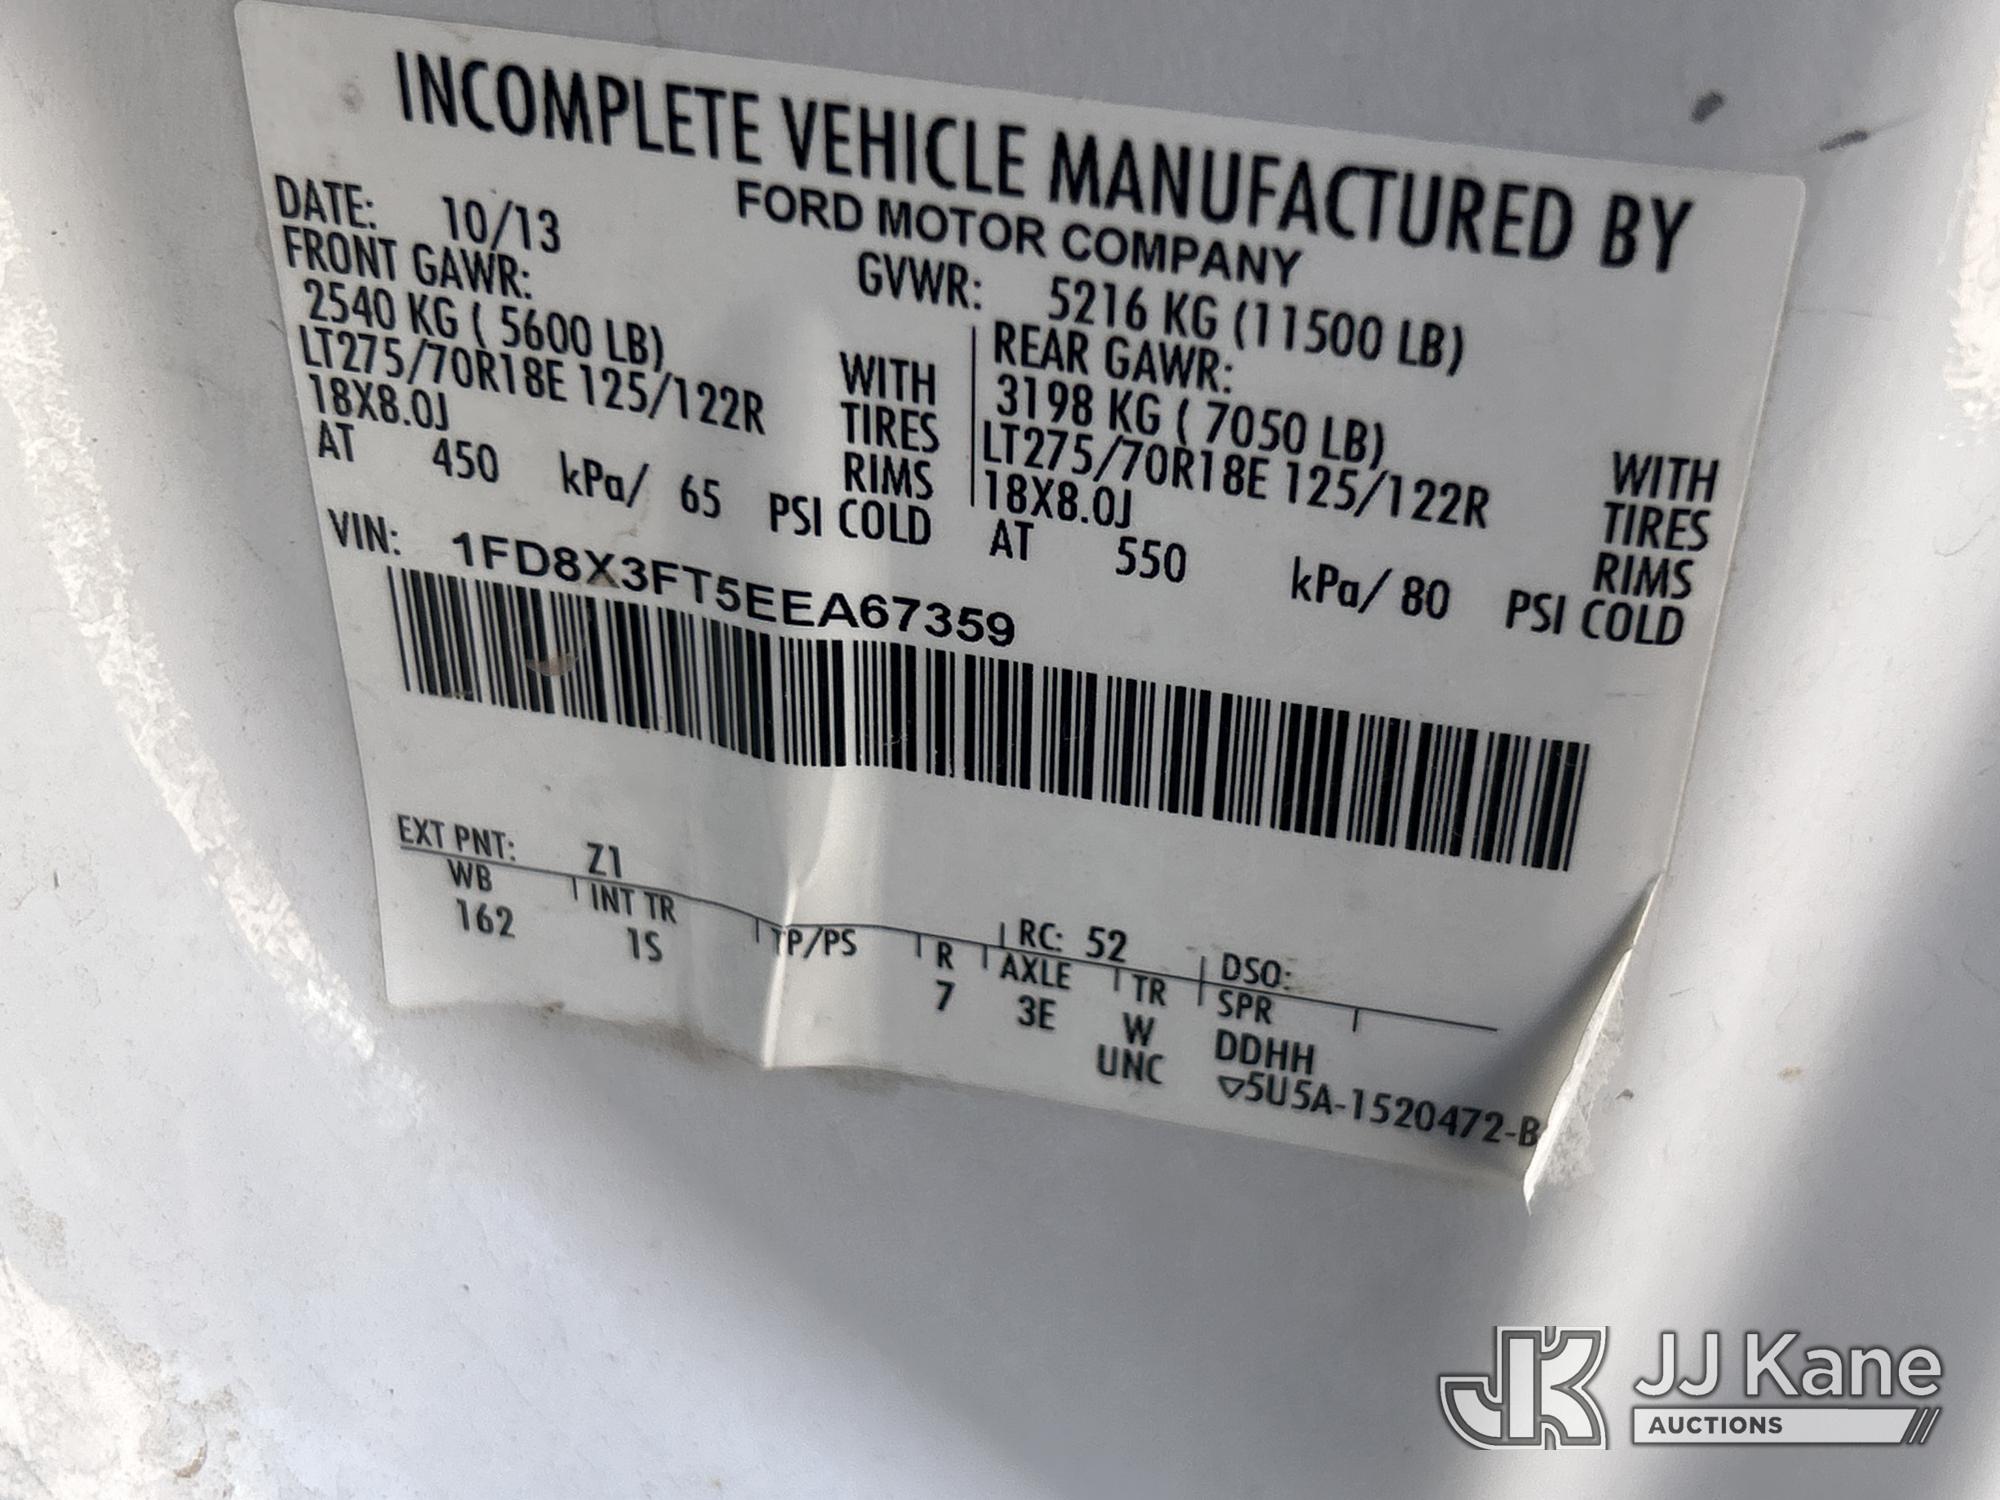 INCOMPLETE VEHICLE MANUFACTURED BY
FORD MOTOR COMPANY
DATE: 10/13
GVWR: 5216 KG (11500 LB)
FRONT GAWR:
2540 KG ( 5600 LB) WITH
LT275/70R18E 125/122R TIRES
18X8.0J RIMS
AT 450 kPa/ 65 PSI COLD
REAR GAWR:
3198 KG ( 7050 LB) WITH
LT275/70R18E 125/122R TIRES
18X8.0J RIMS
AT 550 kPa/ 80 PSI COLD
VIN: 1FD8X3FT5EEA67359
EXT PNT: Z1 RC: 52 DSO:
WB INT TR TP/PS R AXLE TR SPR
162 1S 7 3E W DDHH
UNC ▽5U5A-1520472-B
JK JJ Kane
AUCTIONS